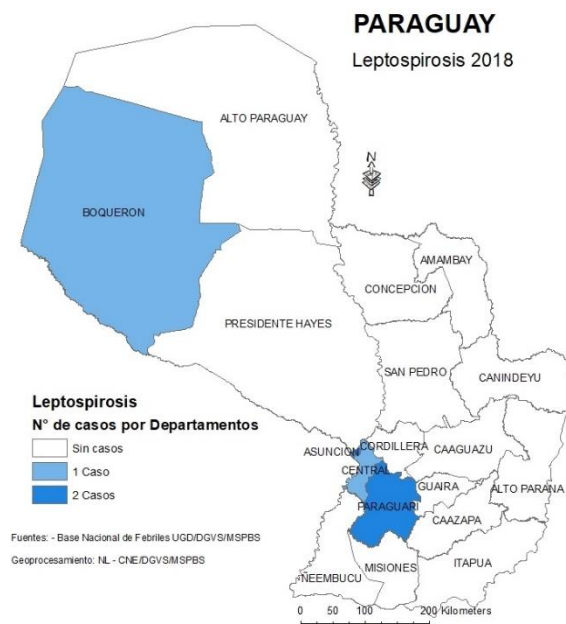 PARAGUAY
Leptospirosis 2018
ALTO PARAGUAY
N
BOQUERON
AMAMBAY
CONCEPCION
PRESIDENTE HAYES
SAN PEDRO
CANINDEYU
Leptospirosis
N° de casos por Departamentos
Sin casos
1 Caso
2 Casos
ASUNCION
CORDILLERA
CAAGUAZU
CENTRAL
GUAIRA
ALTO PARANA
PARAGUARI
CAAZAPA
Fuentes: - Base Nacional de Febriles UGD/DGVS/MSPBS
Geoprocesamiento: NL - CNE/DGVS/MSPBS
ITAPUA
MISIONES
NEEMBUCU
0 50 100 200 Kilometers